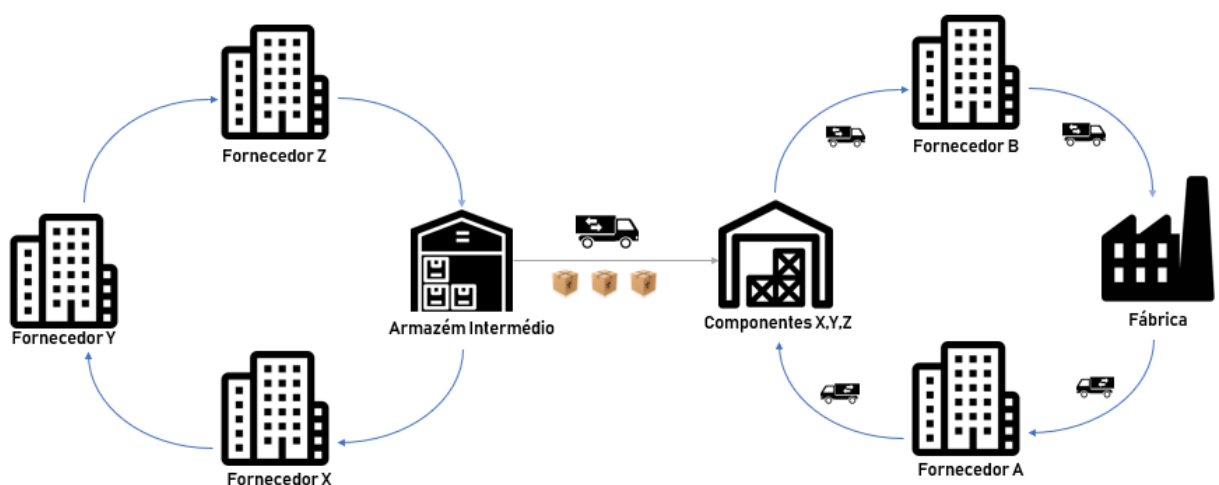 Fornecedor Z
Fornecedor B
Fornecedor Y
Armazém Intermédio
Componentes X,Y,Z
Fábrica
Fornecedor X
Fornecedor A